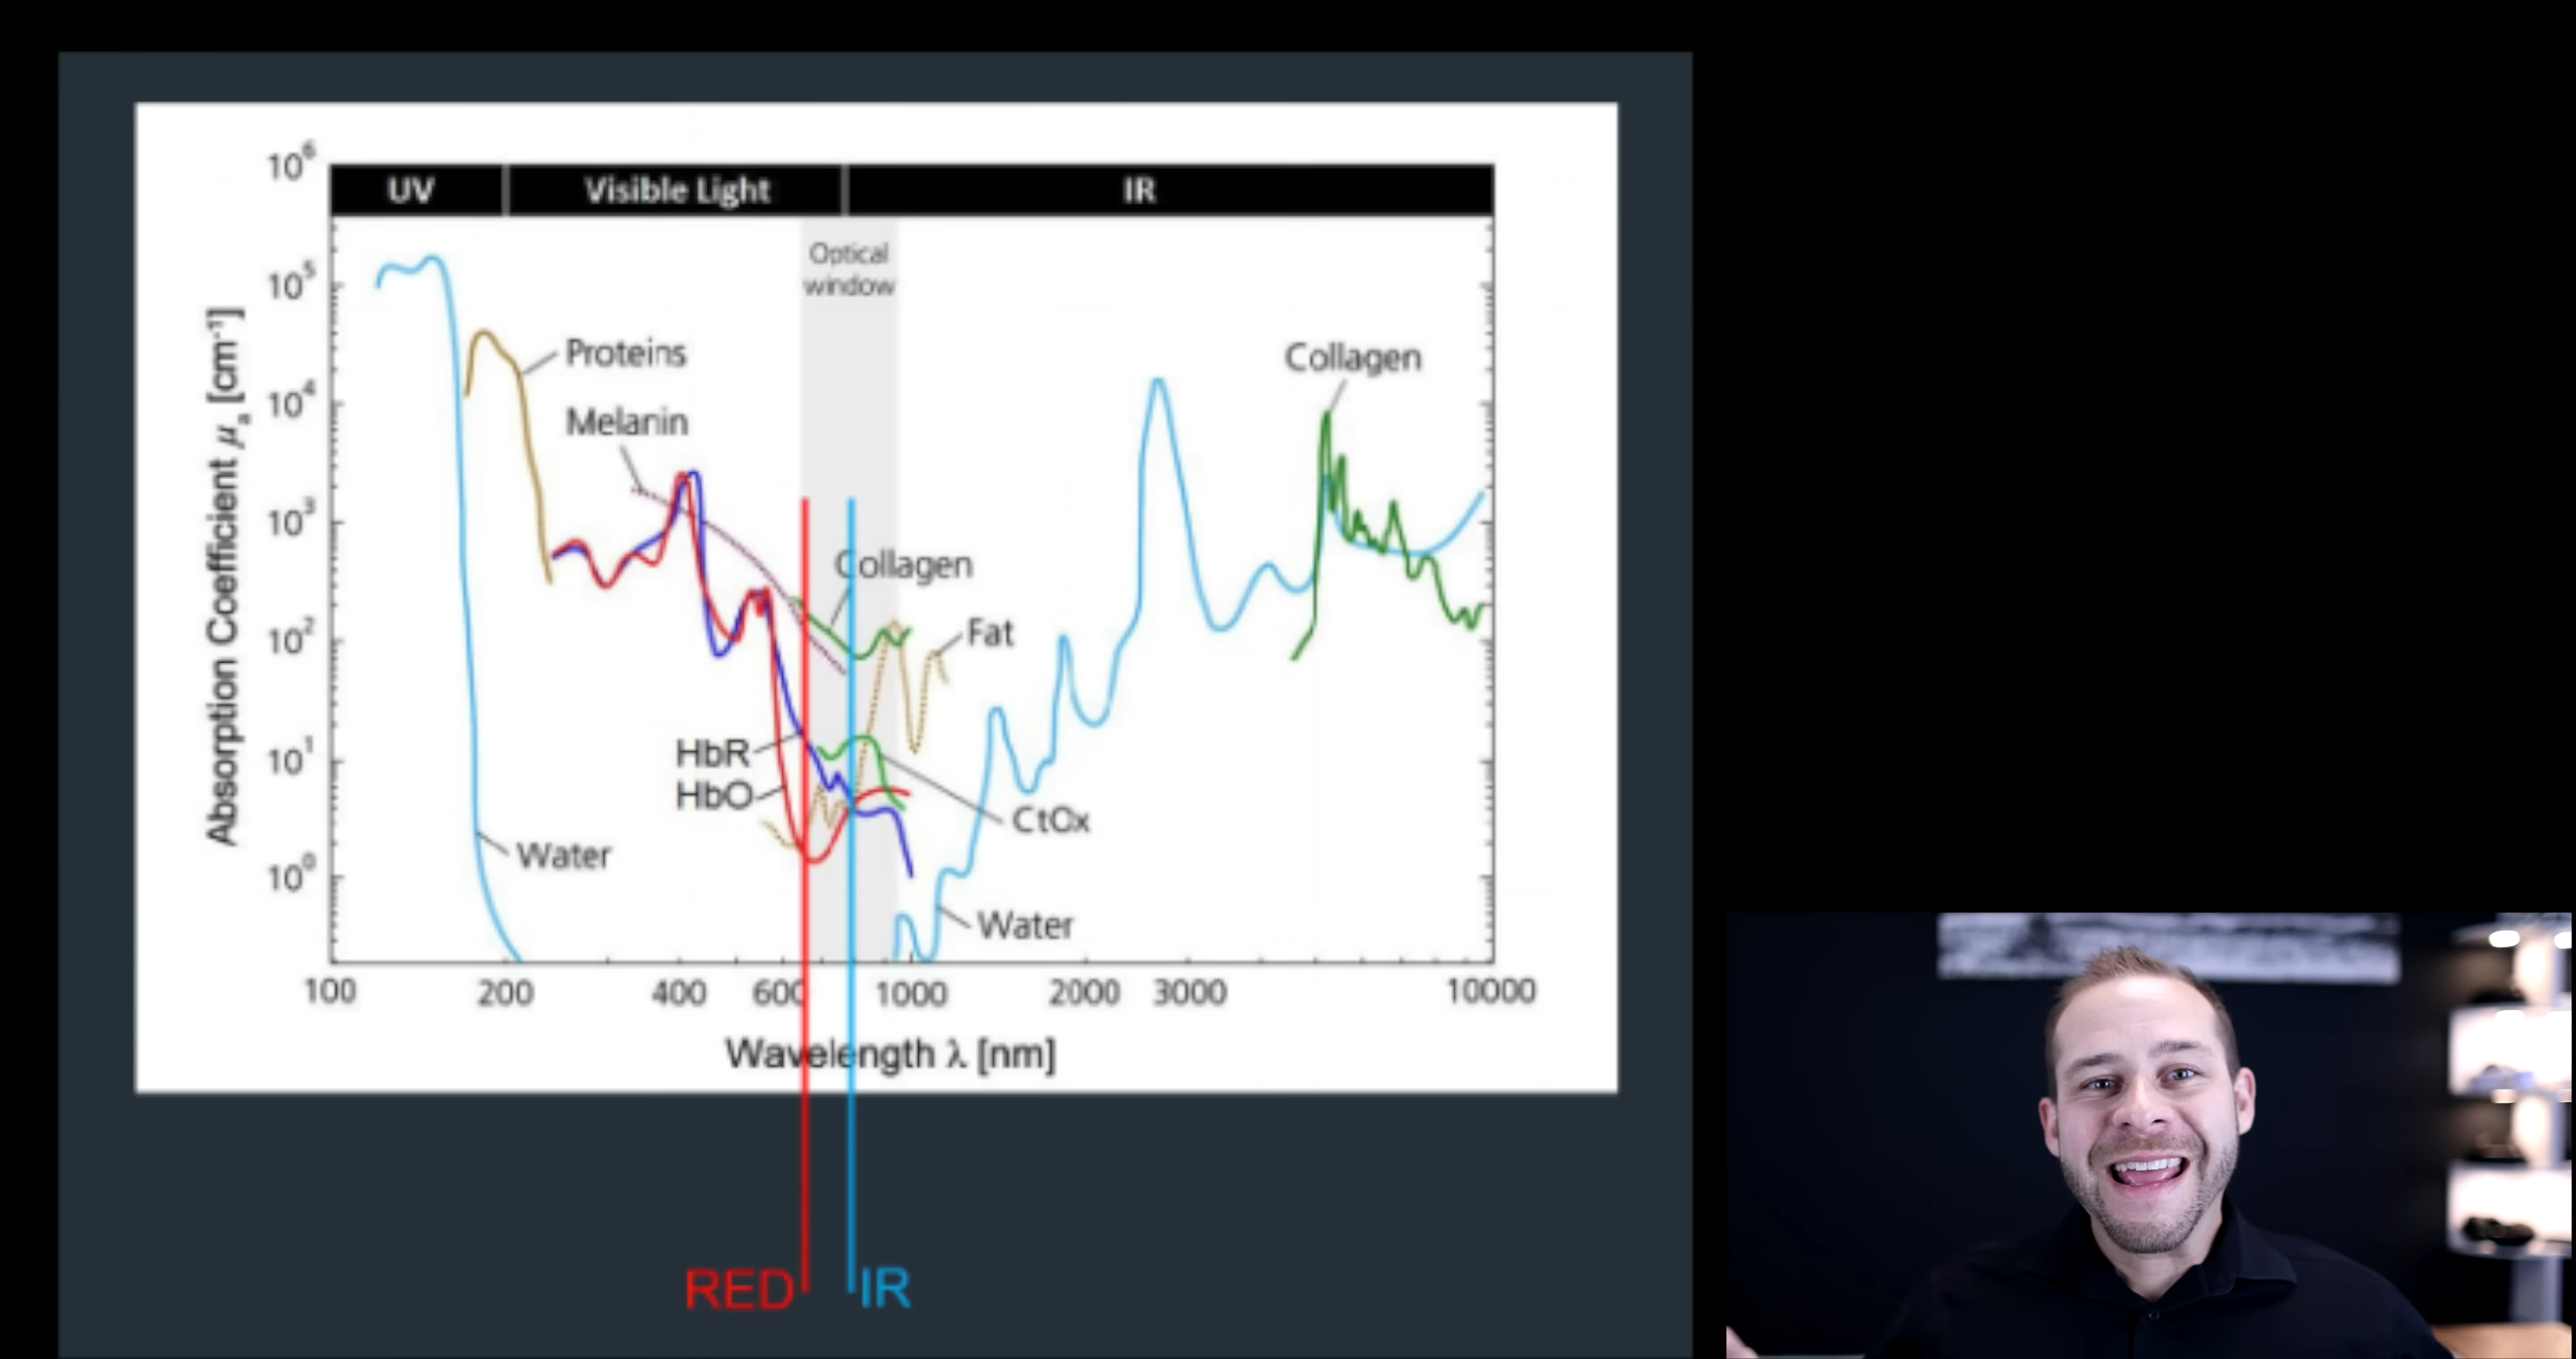 10⁶
UV
Visible Light
IR
Optical
window
10⁵
Proteins
Collagen
10⁴
Melanin
10³
Collagen
10²
Fat
HbR
10¹
HbO
CtOx
Water
10⁰
Water
Absorption Coefficient μₐ [cm⁻¹]
100
200
400
600
1000
2000
3000
10000
Wavelength λ [nm]
RED
IR